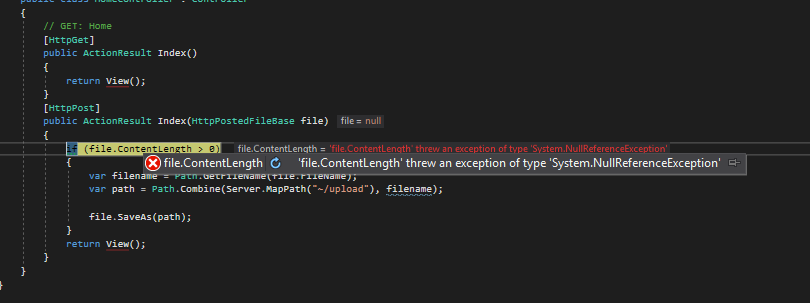 public class HomeController : Controller
{
// GET: Home
[HttpGet]
public ActionResult Index()
{
return View();
}
[HttpPost]
public ActionResult Index(HttpPostedFileBase file) file = null
{
if (file.ContentLength > 0) file.ContentLength = 'file.ContentLength' threw an exception of type 'System.NullReferenceException'
file.ContentLength 'file.ContentLength' threw an exception of type 'System.NullReferenceException'
{
var filename = Path.GetFileName(file.FileName);
var path = Path.Combine(Server.MapPath("~/upload"), filename);
file.SaveAs(path);
}
return View();
}
}
}